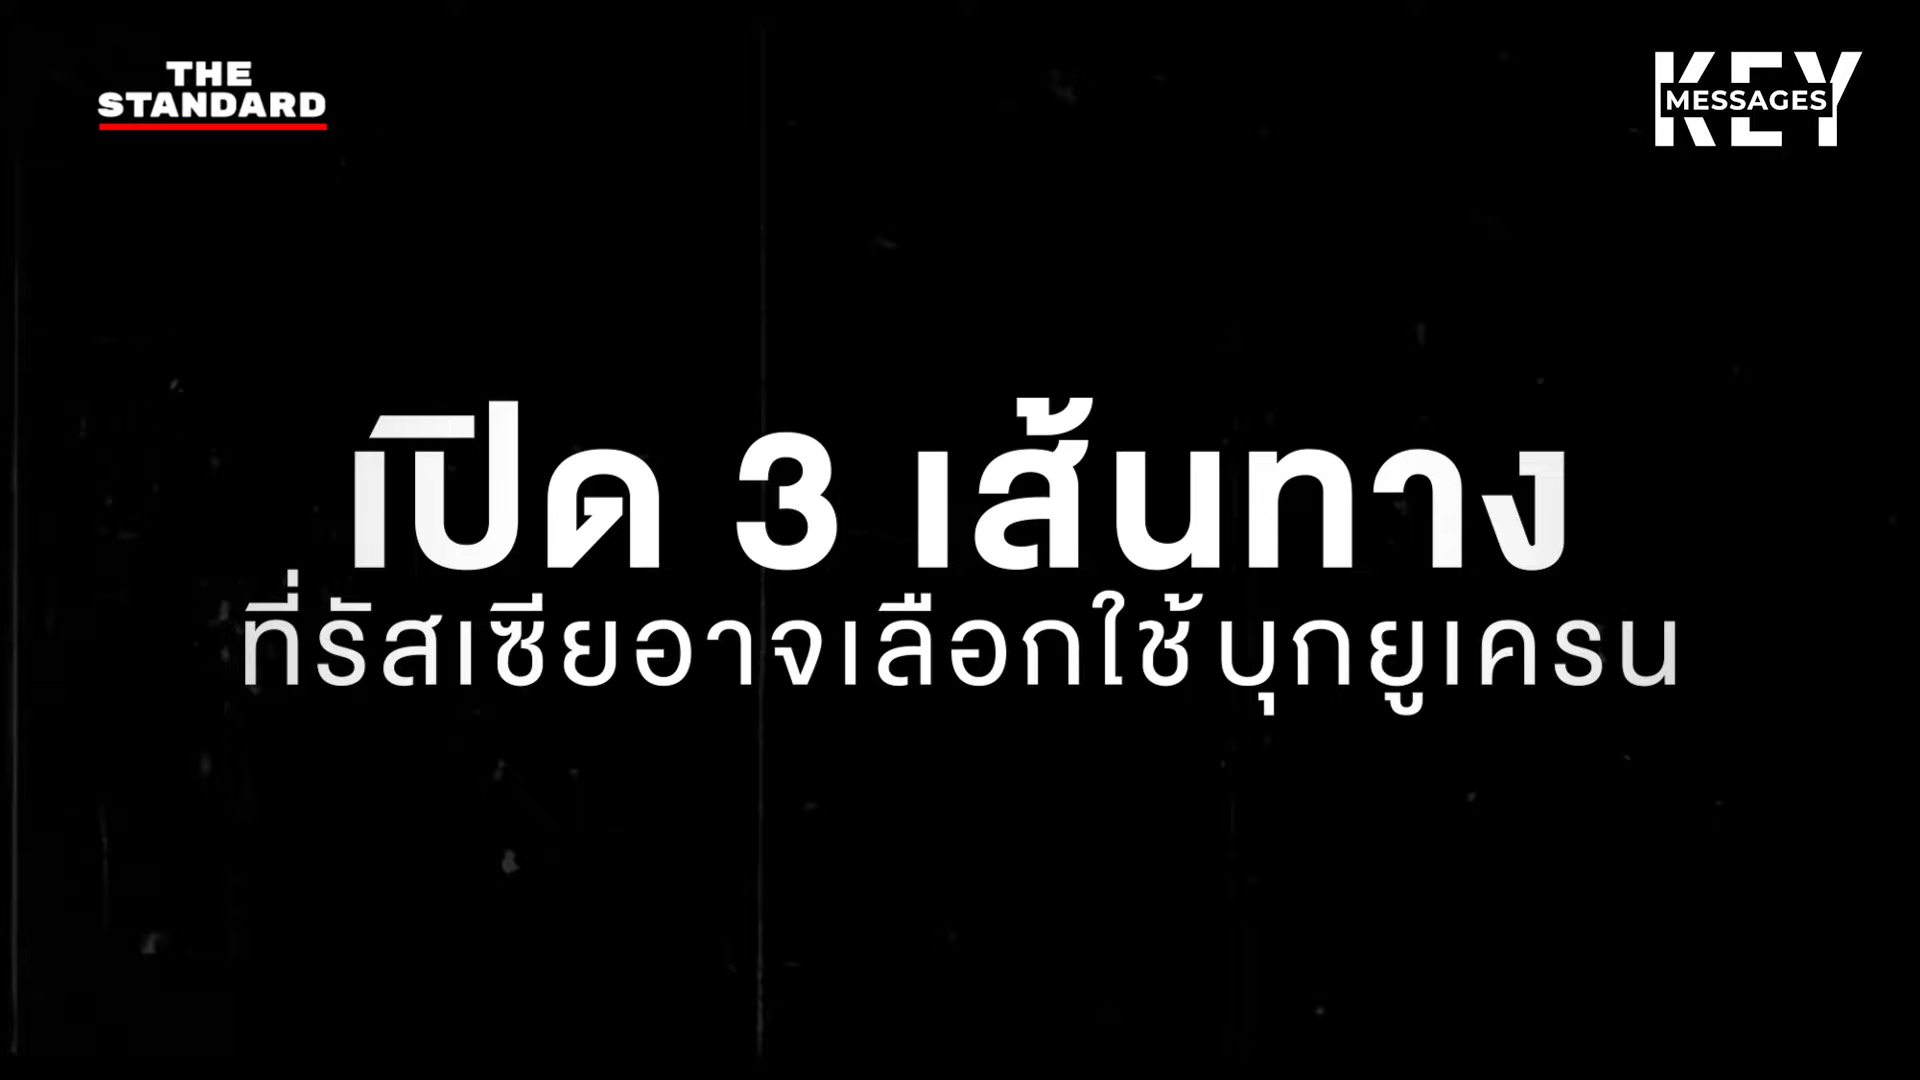 THE
STANDARD
KEY
MESSAGES
เปิด 3 เส้นทาง
ที่รัสเซียอาจเลือกใช้บุกยูเครน